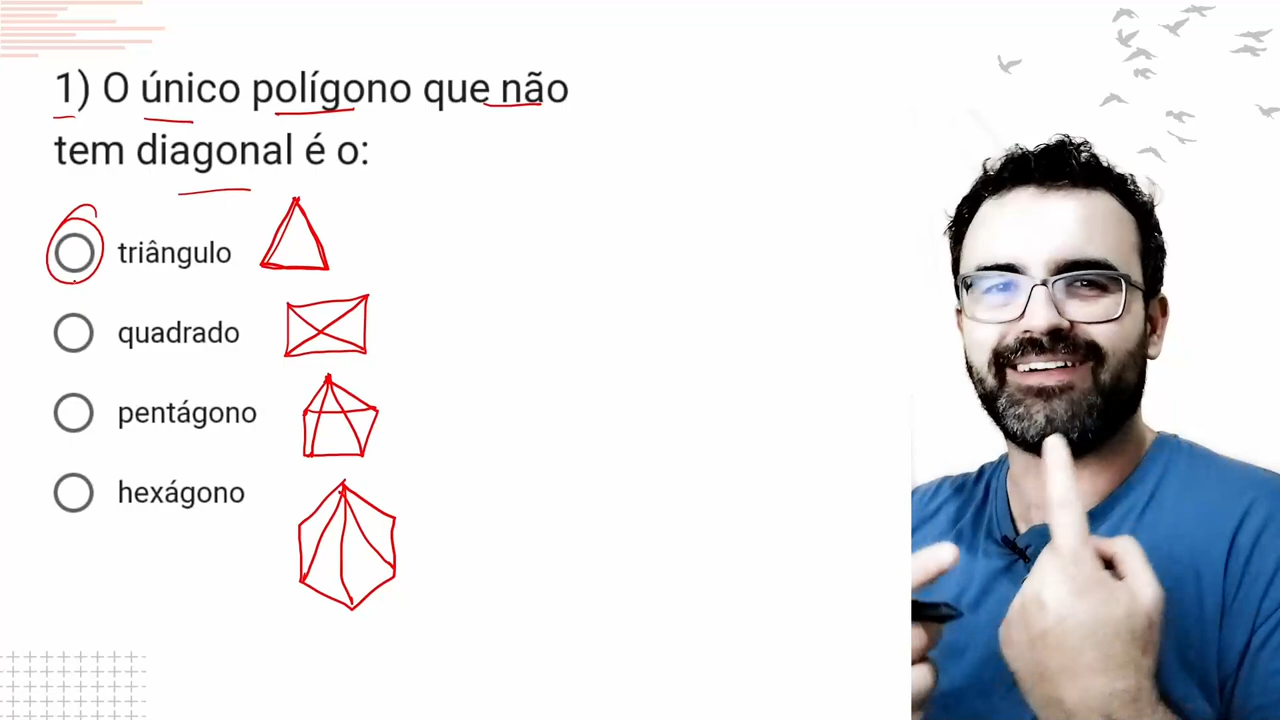 1) O único polígono que não
tem diagonal é o:
triângulo
quadrado
pentágono
hexágono